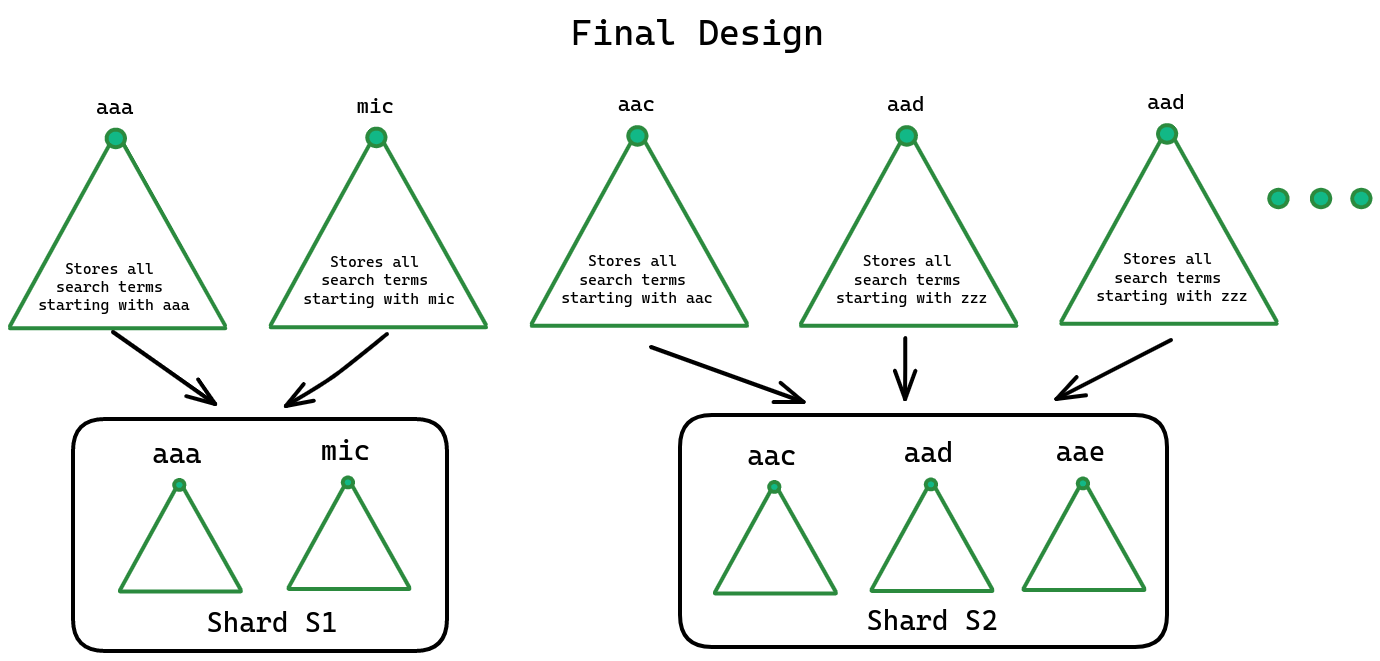 Final Design
aaa
mic
aac
aad
aad
Stores all
search terms
starting with aaa
Stores all
search terms
starting with mic
Stores all
search terms
starting with aac
Stores all
search terms
starting with zzz
Stores all
search terms
starting with zzz
aaa
mic
Shard S1
aac
aad
aae
Shard S2